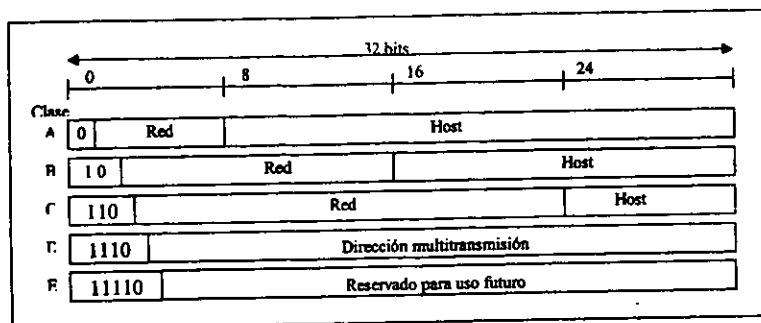 32 bits
0 8 16 24
Clase
A 0 Red Host
B 10 Red Host
C 110 Red Host
D 1110 Dirección multitransmisión
E 11110 Reservado para uso futuro